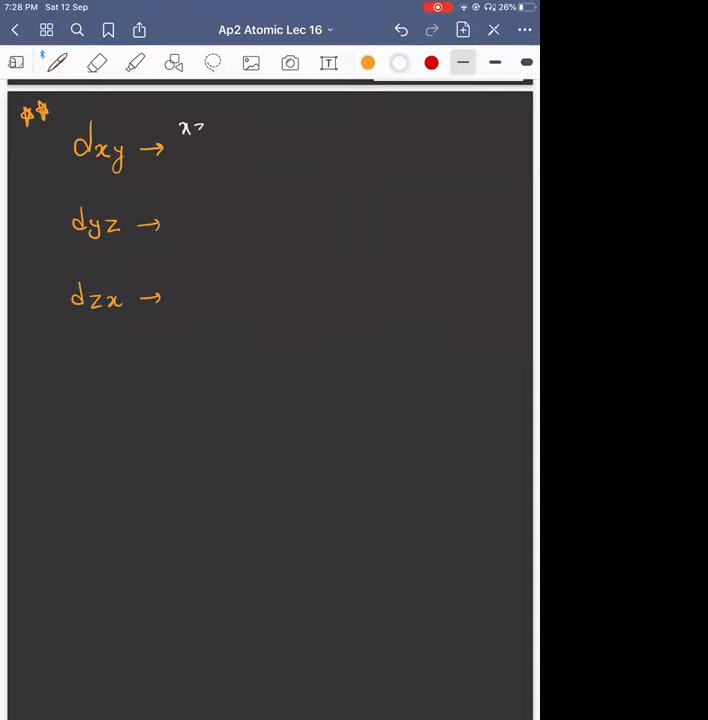 7:28 PM Sat 12 Sep 26%
Ap2 Atomic Lec 16
T
dxy →
dyz →
dzx →